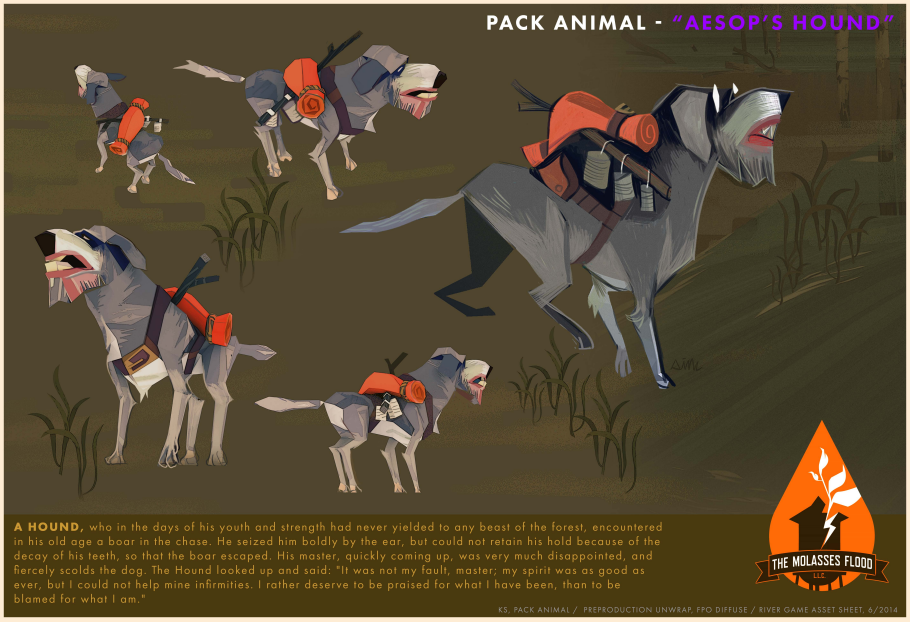 PACK ANIMAL - "AESOP'S HOUND"
A HOUND, who in the days of his youth and strength had never yielded to any beast of the forest, encountered
in his old age a boar in the chase. He seized him boldly by the ear, but could not retain his hold because of the
decay of his teeth, so that the boar escaped. His master, quickly coming up, was very much disappointed, and
fiercely scolds the dog. The Hound looked up and said: "It was not my fault, master; my spirit was as good as
ever, but I could not help mine infirmities. I rather deserve to be praised for what I have been, than to be
blamed for what I am."
THE MOLASSES FLOOD
LLC
KS, PACK ANIMAL / PREPRODUCTION UNWRAP, FPO DIFFUSE / RIVER GAME ASSET SHEET, 6/2014